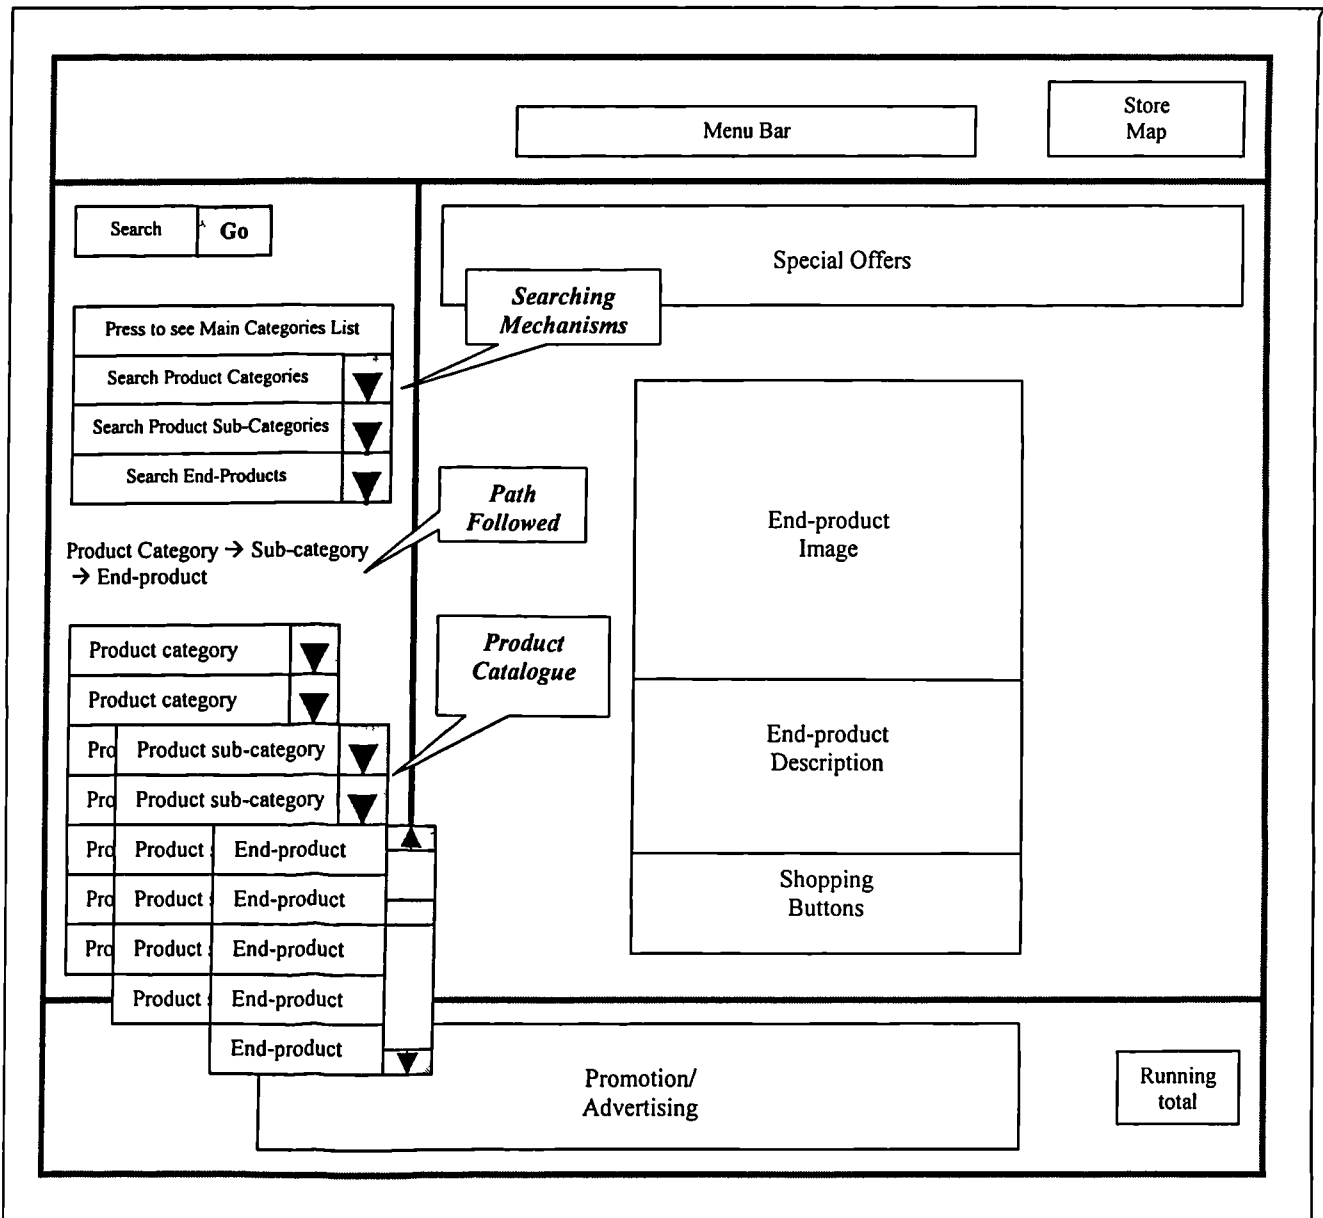 Menu Bar
Store
Map
Search
Go
Special Offers
Searching
Mechanisms
Press to see Main Categories List
Search Product Categories
Search Product Sub-Categories
Search End-Products
Path
Followed
Product Category → Sub-category
→ End-product
End-product
Image
Product
Catalogue
Product category
Product category
Pro
Product sub-category
Pro
Product sub-category
End-product
Description
Pro
Product
End-product
Pro
Product
End-product
Pro
Product
End-product
Product
End-product
End-product
Shopping
Buttons
Promotion/
Advertising
Running
total